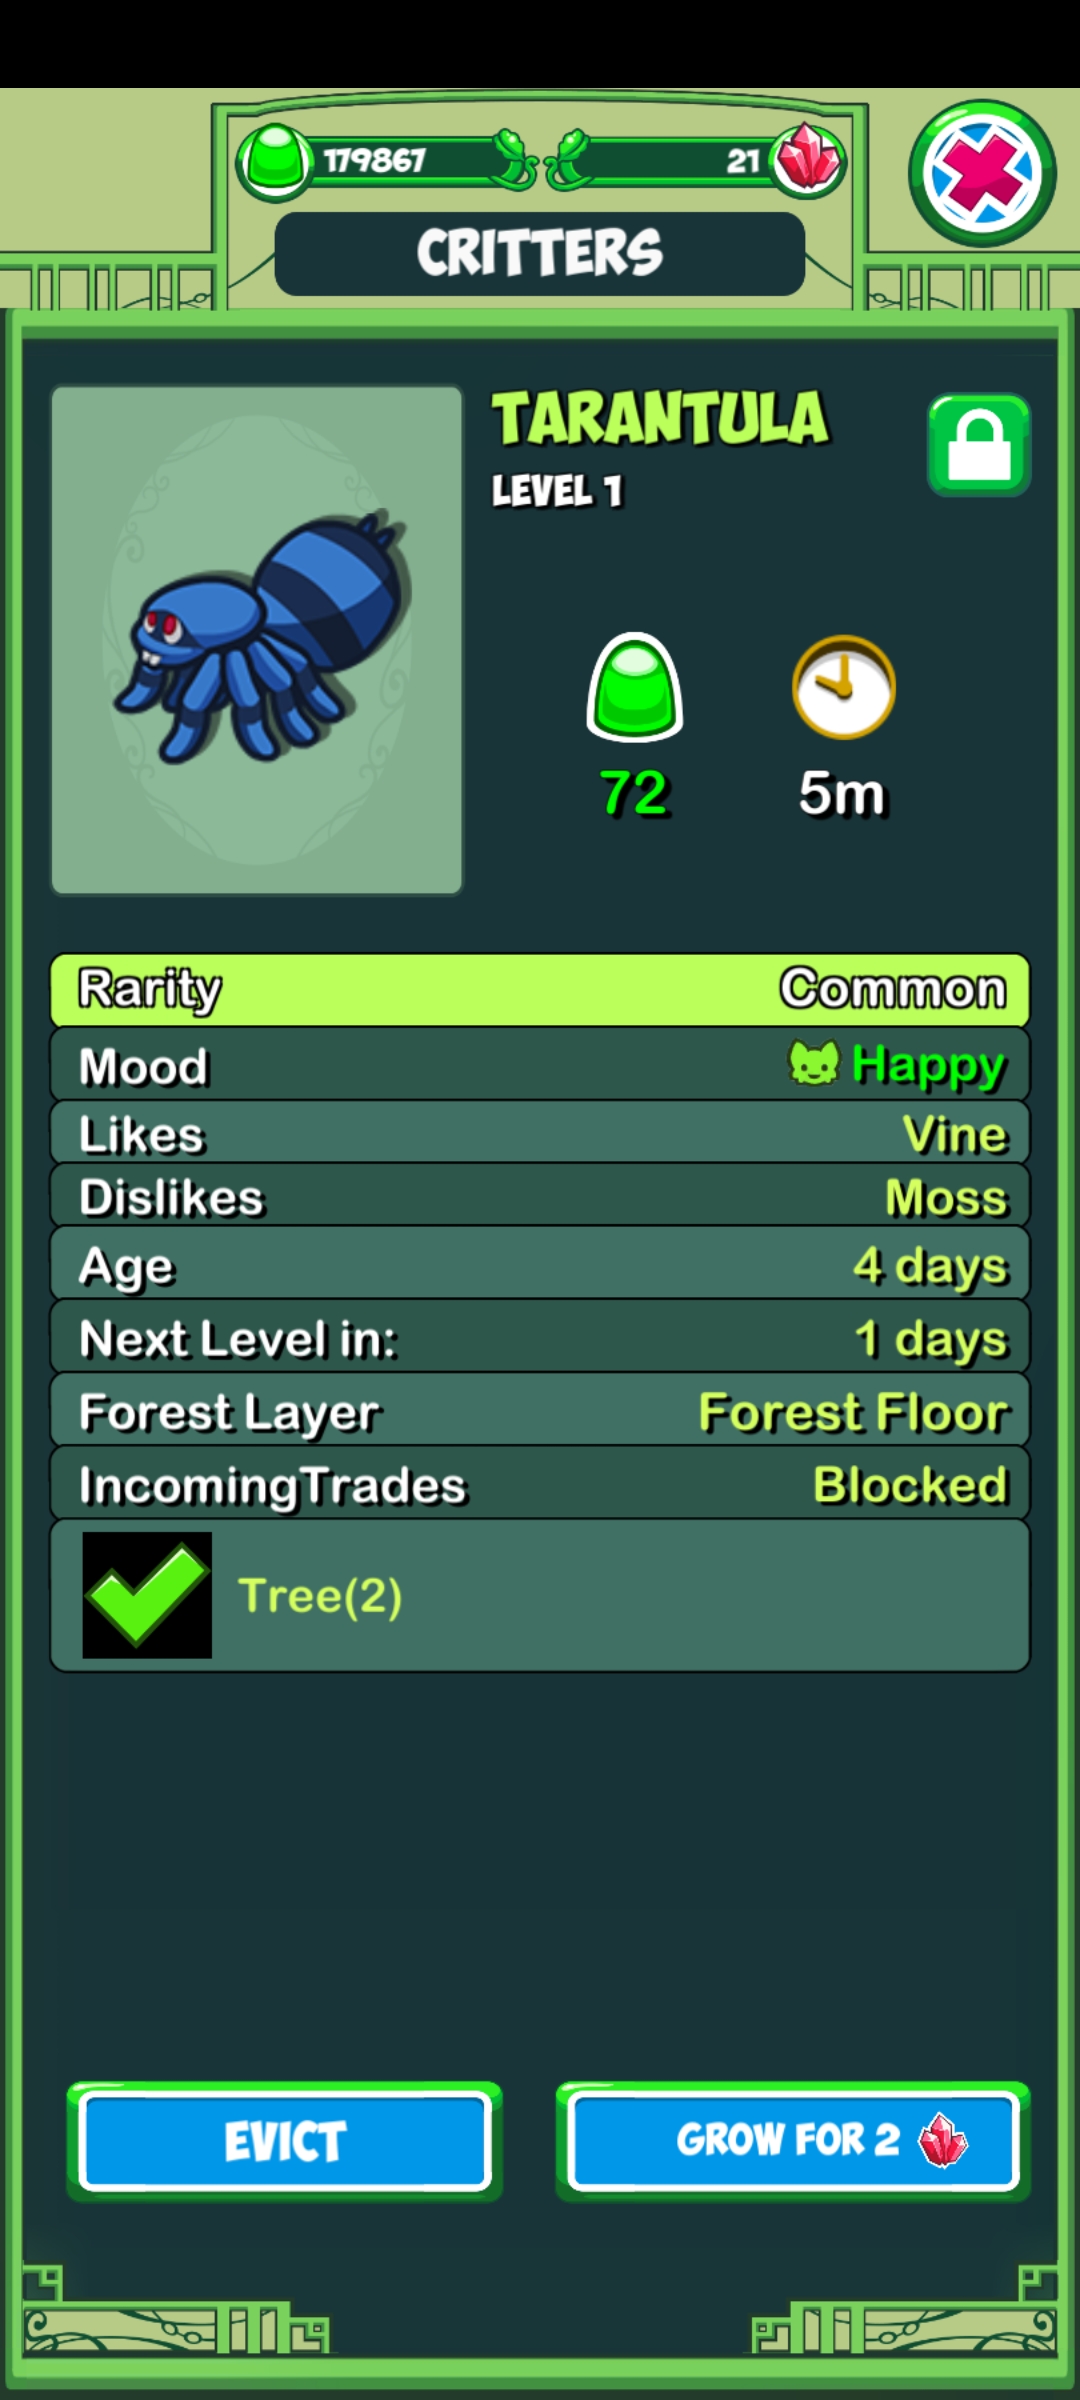 179867 21
CRITTERS
TARANTULA
LEVEL 1
72 5m
Rarity Common
Mood Happy
Likes Vine
Dislikes Moss
Age 4 days
Next Level in: 1 days
Forest Layer Forest Floor
IncomingTrades Blocked
Tree(2)
EVICT GROW FOR 2